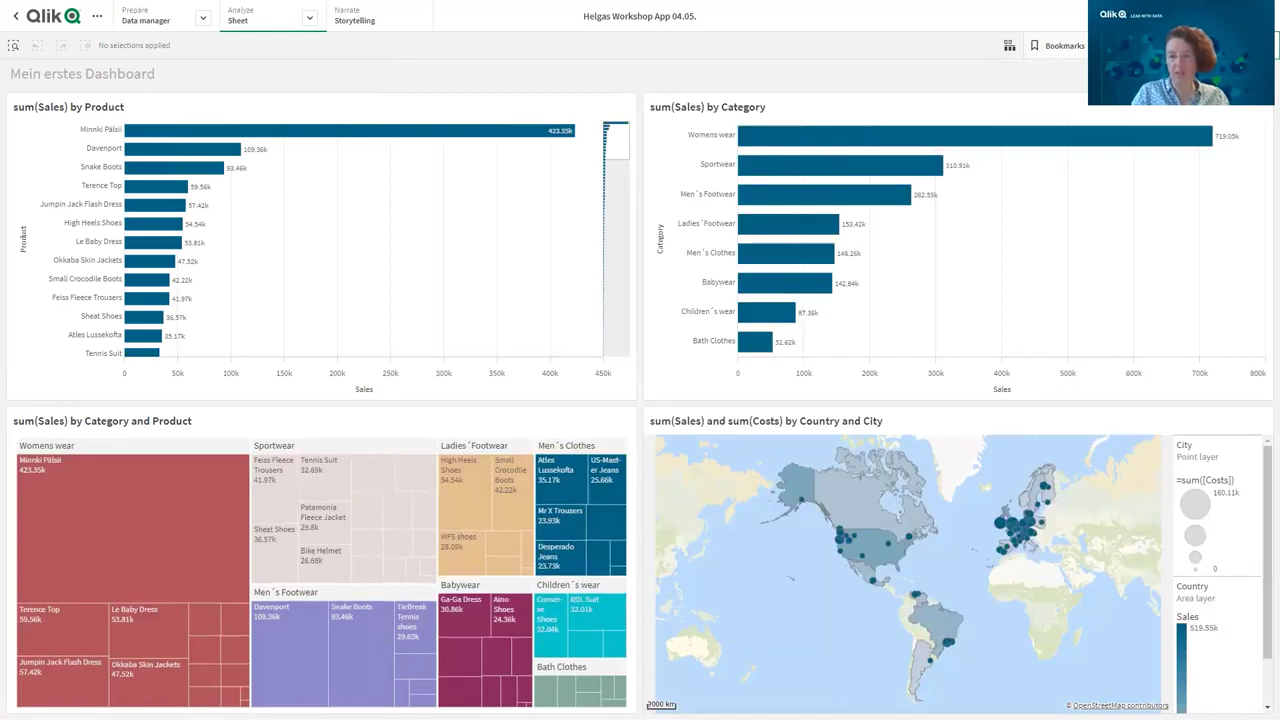 Qlik
Prepare
Data manager
Analyze
Sheet
Narrate
Storytelling
Helgas Workshop App 04.05.
Qlik LEAD WITH DATA
No selections applied
Bookmarks
Mein erstes Dashboard
sum(Sales) by Product
Minnki Pälsii
423.35k
Davenport
109.36k
Snake Boots
93.46k
Terence Top
59.56k
Jumpin Jack Flash Dress
57.42k
High Heels Shoes
54.54k
Le Baby Dress
53.81k
Okkaba Skin Jackets
47.52k
Small Crocodile Boots
42.22k
Feiss Fleece Trousers
41.97k
Sheat Shoes
36.57k
Atles Lussekofta
35.17k
Tennis Suit
Product
0 50k 100k 150k 200k 250k 300k 350k 400k 450k
Sales
sum(Sales) by Category
Womens wear
719.05k
Sportwear
310.91k
Men´s Footwear
262.53k
Ladies´Footwear
153.42k
Men´s Clothes
146.26k
Babywear
142.84k
Children´s wear
87.36k
Bath Clothes
52.62k
Category
0 100k 200k 300k 400k 500k 600k 700k 800k
Sales
sum(Sales) by Category and Product
Womens wear
Minnki Pälsii
423.35k
Terence Top
59.56k
Le Baby Dress
53.81k
Jumpin Jack Flash Dress
57.42k
Okkaba Skin Jackets
47.52k
Sportwear
Feiss Fleece
Trousers
41.97k
Tennis Suit
32.69k
Patamonia
Fleece Jacket
29.8k
Sheat Shoes
36.57k
Bike Helmet
26.68k
Men´s Footwear
Davenport
109.36k
Snake Boots
93.46k
TieBreak
Tennis
shoes
29.63k
Ladies´Footwear
High Heels
Shoes
54.54k
Small
Crocodile
Boots
42.22k
WFS shoes
28.09k
Babywear
Ga-Ga Dress
30.86k
Aino
Shoes
24.36k
Men´s Clothes
Atles
Lussekofta
35.17k
US-Mast-
er Jeans
25.66k
Mr X Trousers
23.93k
Desperado
Jeans
23.73k
Children´s wear
Cunser-
ve
Shoes
32.04k
RDL Suit
32.01k
Bath Clothes
sum(Sales) and sum(Costs) by Country and City
2000 km
© OpenStreetMap contributors
City
Point layer
=sum([Costs])
160.11k
0
Country
Area layer
Sales
519.55k